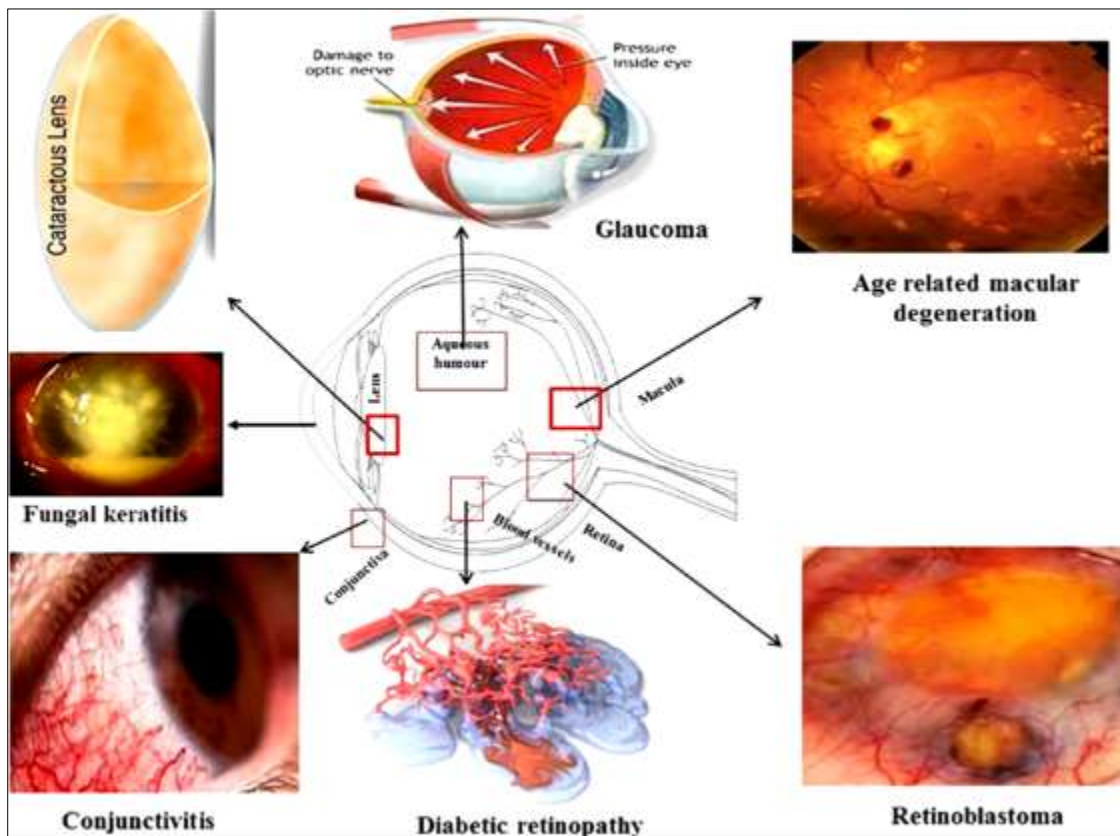 Cataractous Lens
Damage to
optic nerve
Pressure
inside eye
Glaucoma
Age related macular
degeneration
Aqueous
humour
Lens
Macula
Fungal keratitis
Conjunctiva
Blood vessels
Retina
Conjunctivitis
Diabetic retinopathy
Retinoblastoma